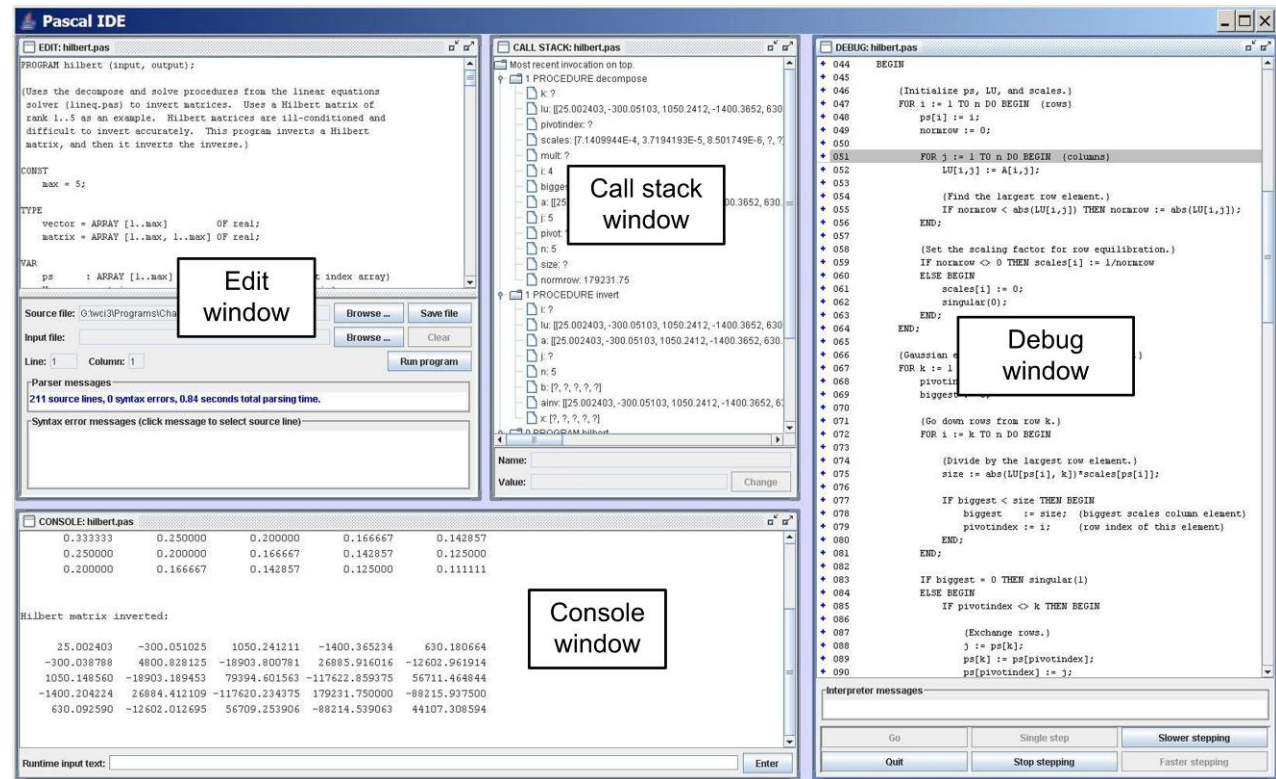 Pascal IDE
EDIT: hilbert.pas
PROGRAM hilbert (input, output);
{Uses the decompose and solve procedures from the linear equations
solver (lineq.pas) to invert matrices. Uses a Hilbert matrix of
rank 1..5 as an example. Hilbert matrices are ill-conditioned and
difficult to invert accurately. This program inverts a Hilbert
matrix, and then it inverts the inverse.}
CONST
max = 5;
TYPE
vector = ARRAY [1..max] OF real;
matrix = ARRAY [1..max, 1..max] OF real;
VAR
ps : ARRAY [1..max] index array)
Edit
window
Source file: G:\wci3\Programs\Cha
Browse ...
Save file
Input file:
Browse ...
Clear
Line: 1 Column: 1
Run program
Parser messages
211 source lines, 0 syntax errors, 0.84 seconds total parsing time.
Syntax error messages (click message to select source line)
CALL STACK: hilbert.pas
Most recent invocation on top.
1 PROCEDURE decompose
k: ?
lu: [[25.002403, -300.05103, 1050.2412, -1400.3652, 630
pivotindex: ?
scales: [7.1409944E-4, 3.7194193E-5, 8.501749E-6, ?, ?
mult: ?
i: 4
bigges
a: [[25 00.3652, 630.
j: 5
pivot: ?
n: 5
size: ?
normrow: 179231.75
Call stack
window
1 PROCEDURE invert
i: ?
lu: [[25.002403, -300.05103, 1050.2412, -1400.3652, 630
a: [[25.002403, -300.05103, 1050.2412, -1400.3652, 630.
j: ?
n: 5
b: [?, ?, ?, ?, ?]
ainv: [[25.002403, -300.05103, 1050.2412, -1400.3652, 63
x: [?, ?, ?, ?, ?]
0 PROGRAM hilbert
Name:
Value:
Change
CONSOLE: hilbert.pas
0.333333 0.250000 0.200000 0.166667 0.142857
0.250000 0.200000 0.166667 0.142857 0.125000
0.200000 0.166667 0.142857 0.125000 0.111111
Hilbert matrix inverted:
25.002403 -300.051025 1050.241211 -1400.365234 630.180664
-300.038788 4800.828125 -18903.800781 26885.916016 -12602.961914
1050.148560 -18903.189453 79394.601563 -117622.859375 56711.464844
-1400.204224 26884.412109 -117620.234375 179231.750000 -88215.937500
630.092590 -12602.012695 56709.253906 -88214.539063 44107.308594
Console
window
Runtime input text:
Enter
DEBUG: hilbert.pas
044 BEGIN
045
046 {Initialize ps, LU, and scales.}
047 FOR i := 1 TO n DO BEGIN {rows}
048 ps[i] := i;
049 normrow := 0;
050
051 FOR j := 1 TO n DO BEGIN {columns}
052 LU[i,j] := A[i,j];
053
054 {Find the largest row element.}
055 IF normrow < abs(LU[i,j]) THEN normrow := abs(LU[i,j]);
056 END;
057
058 {Set the scaling factor for row equilibration.}
059 IF normrow <> 0 THEN scales[i] := 1/normrow
060 ELSE BEGIN
061 scales[i] := 0;
062 singular(0);
063 END;
064 END;
065
066 {Gaussian e .}
067 FOR k := 1
068 pivotin
069 biggest
070
071 {Go down rows from row k.}
072 FOR i := k TO n DO BEGIN
073
074 {Divide by the largest row element.}
075 size := abs(LU[ps[i], k])*scales[ps[i]];
076
077 IF biggest < size THEN BEGIN
078 biggest := size; {biggest scales column element}
079 pivotindex := i; {row index of this element}
080 END;
081 END;
082
083 IF biggest = 0 THEN singular(1)
084 ELSE BEGIN
085 IF pivotindex <> k THEN BEGIN
086
087 {Exchange rows.}
088 j := ps[k];
089 ps[k] := ps[pivotindex];
090 ps[pivotindex] := j;
Debug
window
Interpreter messages
Go
Single step
Slower stepping
Quit
Stop stepping
Faster stepping